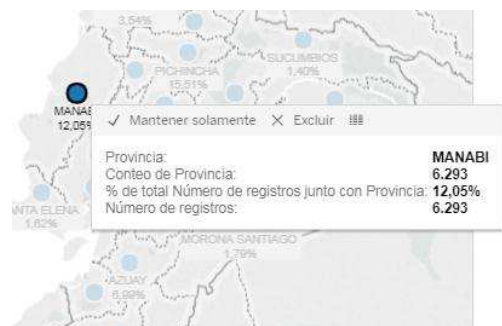 3,54%
PICHINCHA
15,51%
SUCUMBIOS
1,40%
MANAB
12,05%
✓ Mantener solamente ✕ Excluir
Provincia: MANABI
Conteo de Provincia: 6.293
% de total Número de registros junto con Provincia: 12,05%
Número de registros: 6.293
NTA ELENA
1,62%
MORONA SANTIAGO
1,79%
AZUAY
6,99%